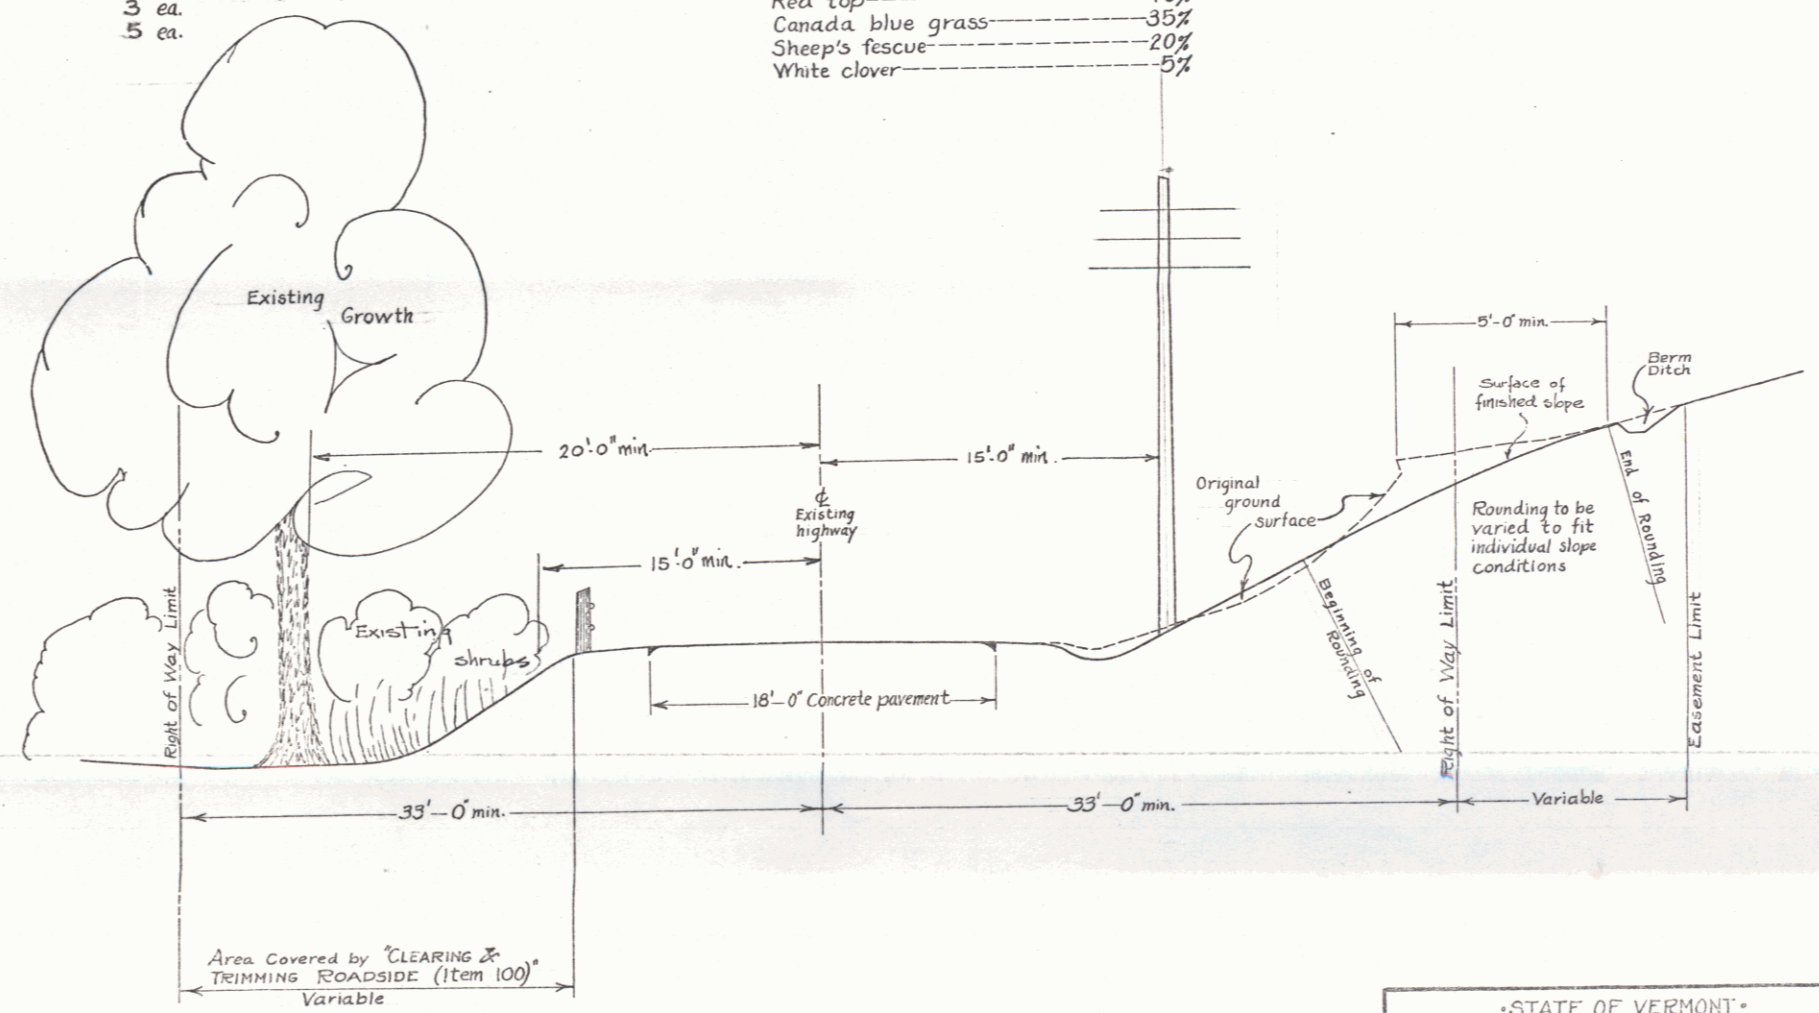 3 ea.
5 ea.
Red top
Canada blue grass 35%
Sheep's fescue 20%
White clover 5%
Existing
Growth
5'-0" min.
Berm
Ditch
Surface of
finished slope
20'-0" min.
15'-0" min.
Original
ground
surface
℄
Existing
highway
Rounding to be
varied to fit
individual slope
conditions
End of Rounding
15'-0" min.
Existing
shrubs
Right of Way Limit
Beginning of
Rounding
Right of Way Limit
Easement Limit
18'-0" Concrete pavement
33'-0" min.
33'-0" min.
Variable
Area Covered by "CLEARING &
TRIMMING ROADSIDE (Item 100)"
Variable
•STATE OF VERMONT•